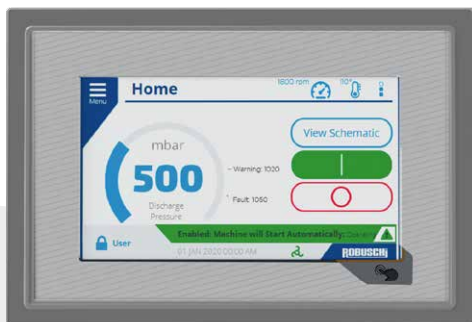 Menu
Home
1800 rpm
110°
mbar
500
Discharge
Pressure
View Schematic
- Warning: 1020
* Fault: 1050
Enabled: Machine will Start Automatically:
User
01 JAN 2020 00:00 AM
ROBUSCHI